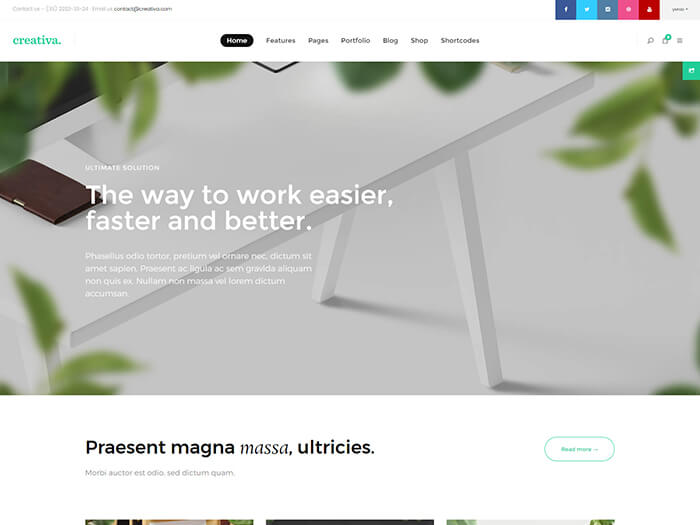 Contact us – (31) 2222-33-24 · Email us contact@creativa.com
creativa.
Home Features Pages Portfolio Blog Shop Shortcodes
ULTIMATE SOLUTION
The way to work easier,
faster and better.
Phasellus odio tortor, pretium vel ornare nec, dictum sit
amet sapien. Praesent ac ligula ac sem gravida aliquam
non quis ex. Nullam non massa vel lorem dictum
accumsan.
Praesent magna massa, ultricies.
Read more →
Morbi auctor est odio, sed dictum quam.